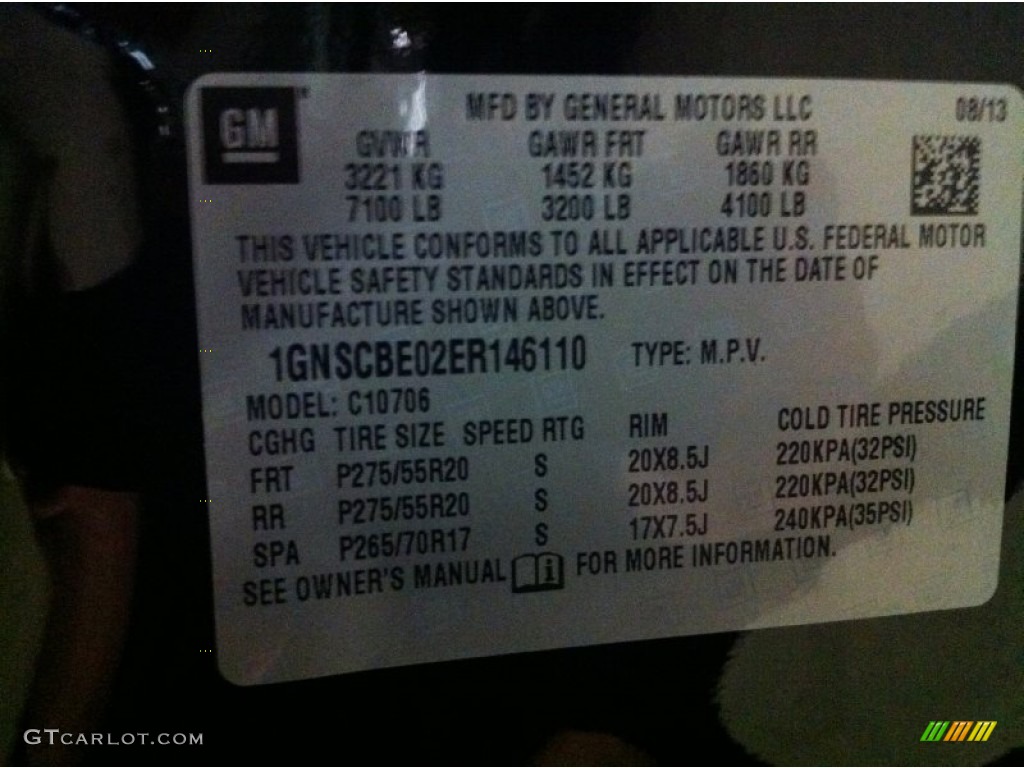 GM
MFD BY GENERAL MOTORS LLC 08/13
GVWR GAWR FRT GAWR RR
3221 KG 1452 KG 1860 KG
7100 LB 3200 LB 4100 LB
THIS VEHICLE CONFORMS TO ALL APPLICABLE U.S. FEDERAL MOTOR
VEHICLE SAFETY STANDARDS IN EFFECT ON THE DATE OF
MANUFACTURE SHOWN ABOVE.
1GNSCBE02ER146110 TYPE: M.P.V.
MODEL: C10706
CGHG TIRE SIZE SPEED RTG RIM COLD TIRE PRESSURE
FRT P275/55R20 S 20X8.5J 220KPA(32PSI)
RR P275/55R20 S 20X8.5J 220KPA(32PSI)
SPA P265/70R17 S 17X7.5J 240KPA(35PSI)
SEE OWNER'S MANUAL i FOR MORE INFORMATION.
GTCARLOT.COM